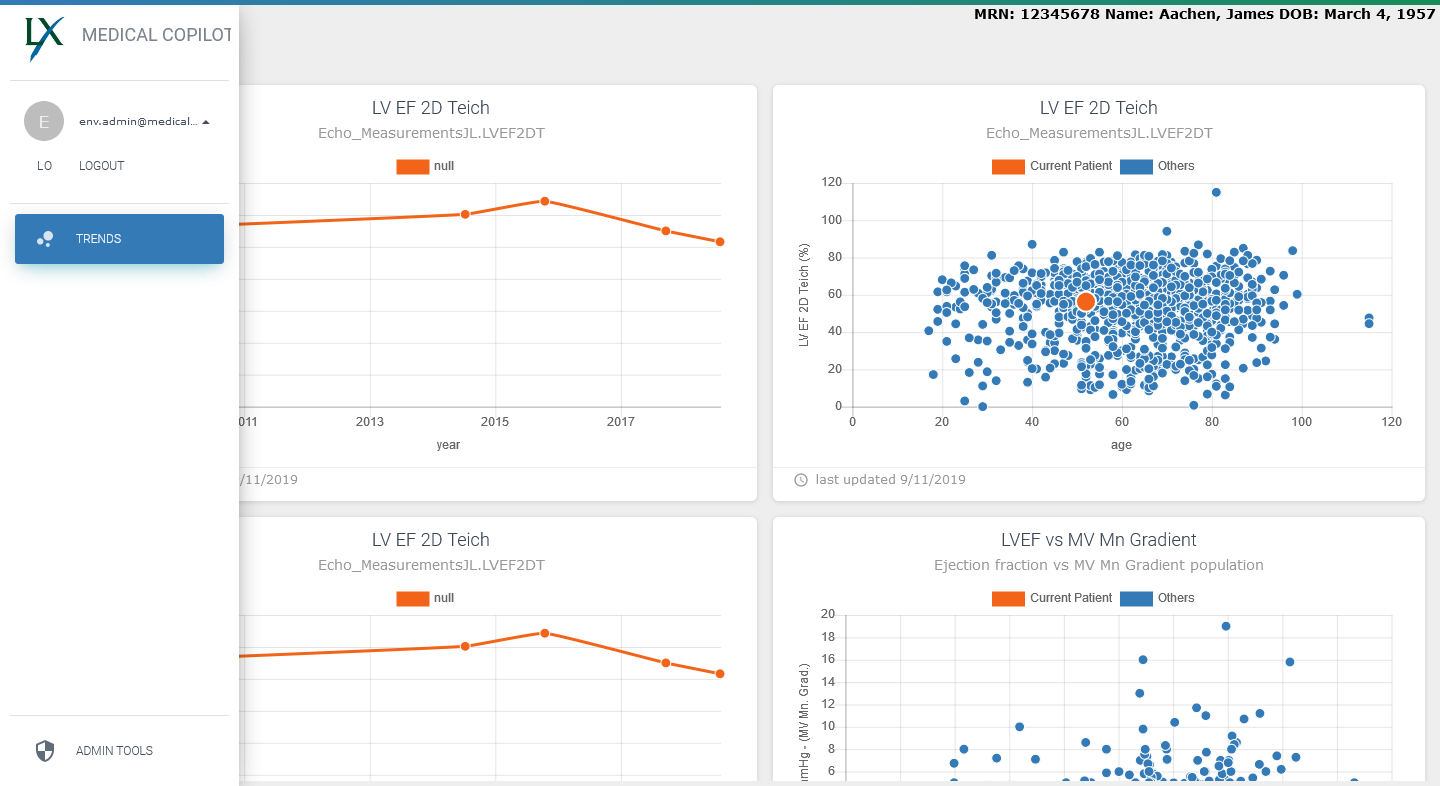 MRN: 12345678 Name: Aachen, James DOB: March 4, 1957
LX
MEDICAL COPILOT
E
env.admin@medical...
LO
LOGOUT
TRENDS
ADMIN TOOLS
LV EF 2D Teich
Echo_MeasurementsJL.LVEF2DT
null
011
2013
2015
2017
year
/11/2019
LV EF 2D Teich
Echo_MeasurementsJL.LVEF2DT
Current Patient
Others
LV EF 2D Teich (%)
120
100
80
60
40
20
0
0
20
40
60
80
100
120
age
last updated 9/11/2019
LV EF 2D Teich
Echo_MeasurementsJL.LVEF2DT
null
LVEF vs MV Mn Gradient
Ejection fraction vs MV Mn Gradient population
Current Patient
Others
mHg - (MV Mn. Grad.)
20
18
16
14
12
10
8
6